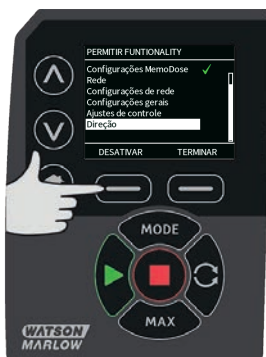 PERMITIR FUNTIONALITY
Configurações MemoDose ✓
Rede
Configurações de rede
Configurações gerais
Ajustes de controle
Direção
DESATIVAR TERMINAR
MODE
MAX
WATSON
MARLOW